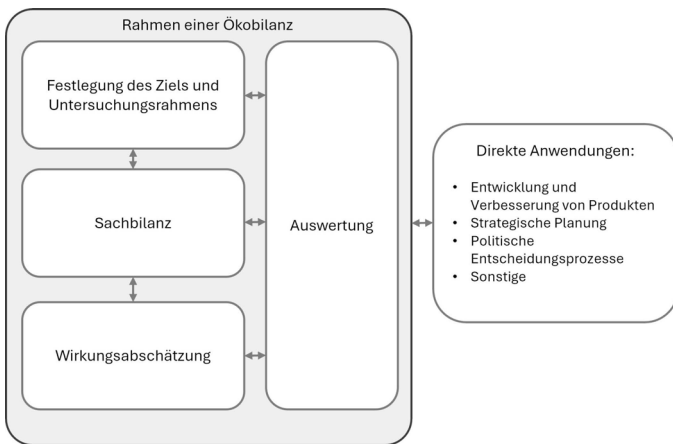 Rahmen einer Ökobilanz
Festlegung des Ziels und
Untersuchungsrahmens
Sachbilanz
Wirkungsabschätzung
Auswertung
Direkte Anwendungen:
• Entwicklung und
Verbesserung von Produkten
• Strategische Planung
• Politische
Entscheidungsprozesse
• Sonstige